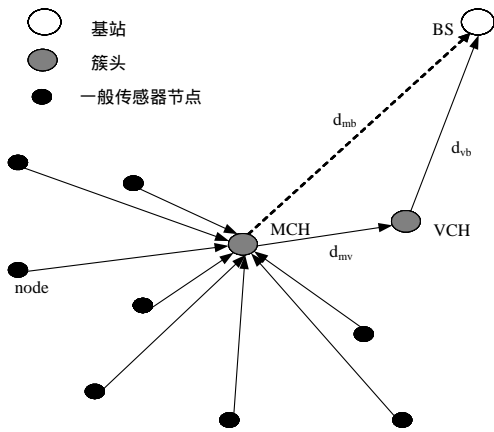 BS
基站
簇头
一般传感器节点
d_mb
d_vb
MCH
VCH
d_mv
node